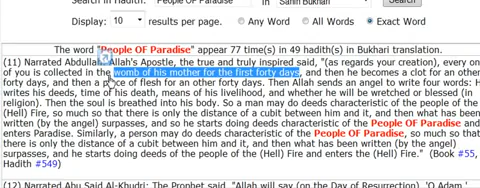 Search in Hadith: in Sahih Bukhari
Display: 10 results per page. Any Word All Words Exact Word
The word "People OF Paradise" appear 77 time(s) in 49 hadith(s) in Bukhari translation.
(11) Narrated Abdullah: Allah's Apostle, the true and truly inspired said, "(as regards your creation), every one
of you is collected in the womb of his mother for the first forty days, and then he becomes a clot for an other
forty days, and then a piece of flesh for an other forty days. Then Allah sends an angel to write four words: He
writes his deeds, time of his death, means of his livelihood, and whether he will be wretched or blessed (in
religion). Then the soul is breathed into his body. So a man may do deeds characteristic of the people of the
(Hell) Fire, so much so that there is only the distance of a cubit between him and it, and then what has been
written (by the angel) surpasses, and so he starts doing deeds characteristic of the People OF Paradise and
enters Paradise. Similarly, a person may do deeds characteristic of the People OF Paradise, so much so that
there is only the distance of a cubit between him and it, and then what has been written (by the angel)
surpasses, and he starts doing deeds of the people of the (Hell) Fire and enters the (Hell) Fire." (Book #55,
Hadith #549)
(12) Narrated Abu Said Al-Khudri: The Prophet said, "Allah will say (on the Day of Resurrection), 'O Adam.'